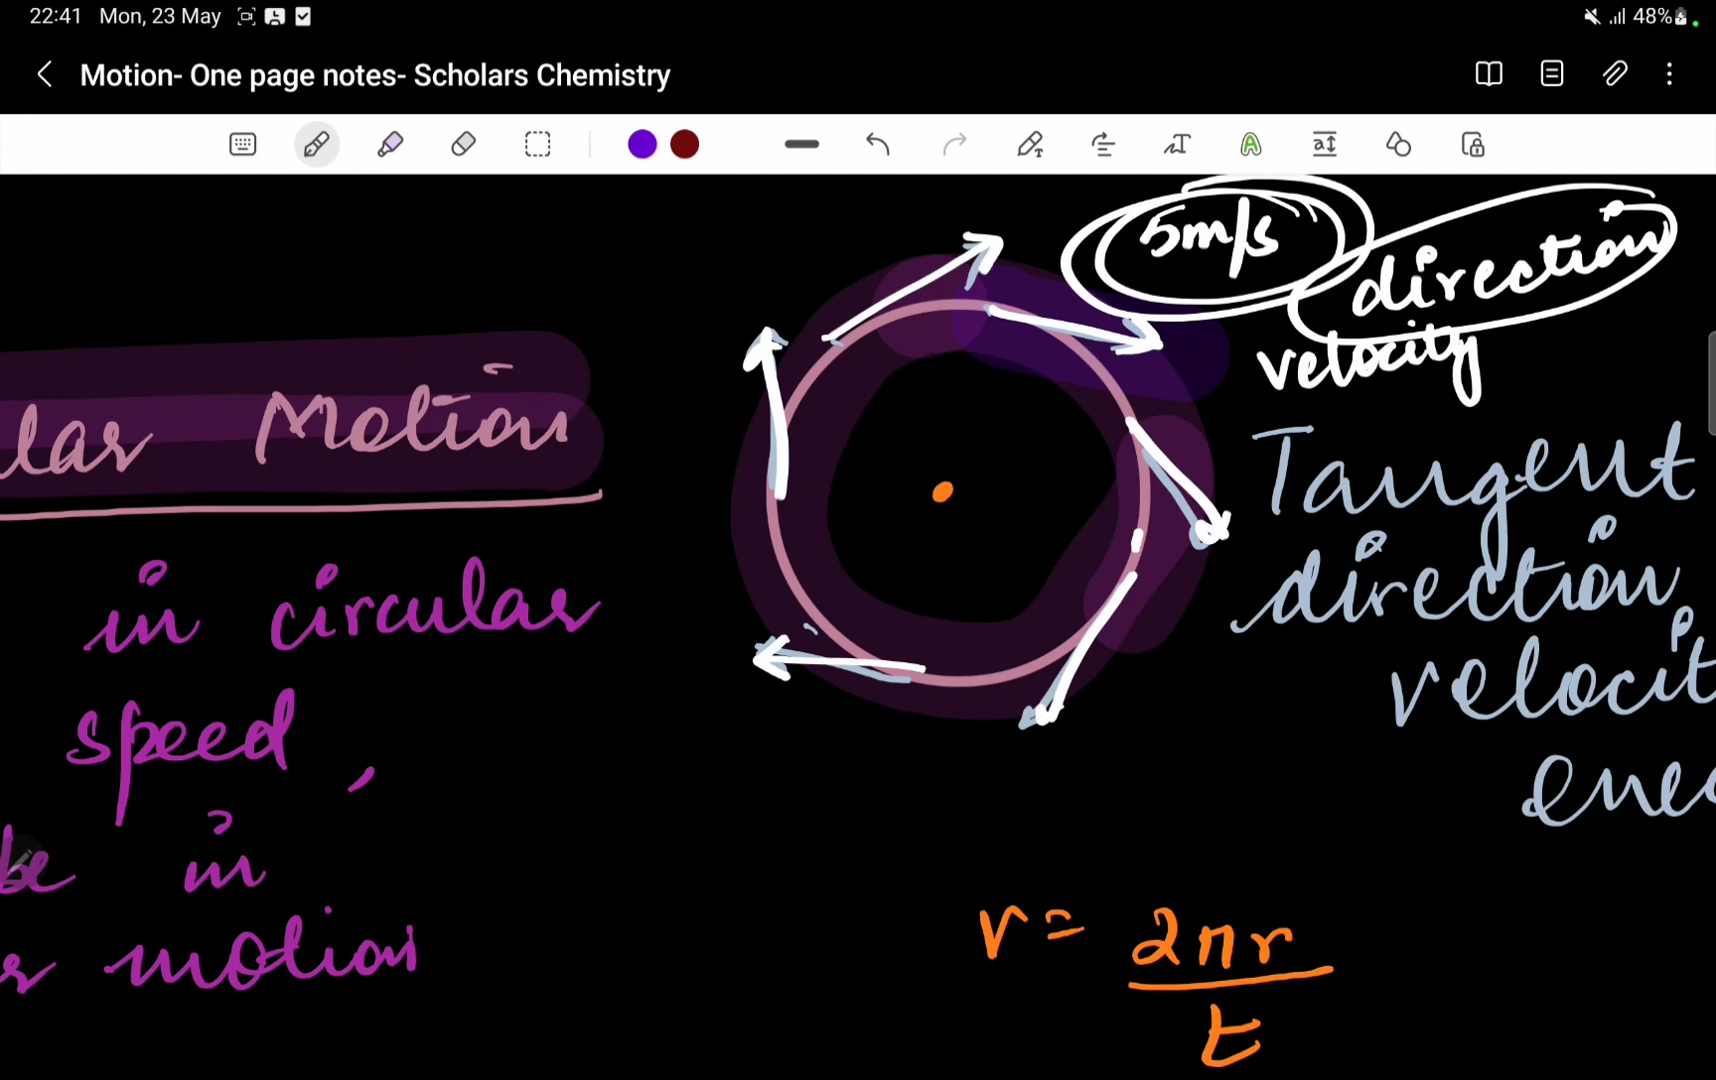 22:41 Mon, 23 May
48%
Motion- One page notes- Scholars Chemistry
5m/s
direction
velocity
lar Motion
Tangent
direction
in circular
velocit
speed,
be in
motion
v = 2πr
t